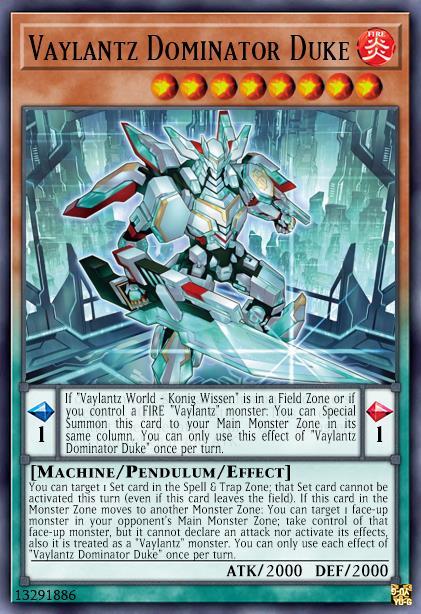 VAYLANTZ DOMINATOR DUKE
FIRE
炎
If "Vaylantz World - Konig Wissen" is in a Field Zone or if
you control a FIRE "Vaylantz" monster: You can Special
Summon this card to your Main Monster Zone in its
same column. You can only use this effect of "Vaylantz
Dominator Duke" once per turn.
1
1
[MACHINE/PENDULUM/EFFECT]
You can target 1 Set card in the Spell & Trap Zone; that Set card cannot be
activated this turn (even if this card leaves the field). If this card in the
Monster Zone moves to another Monster Zone: You can target 1 face-up
monster in your opponent's Main Monster Zone; take control of that
face-up monster, but it cannot declare an attack nor activate its effects,
also it is treated as a "Vaylantz" monster. You can only use each effect of
"Vaylantz Dominator Duke" once per turn.
ATK/2000 DEF/2000
13291886